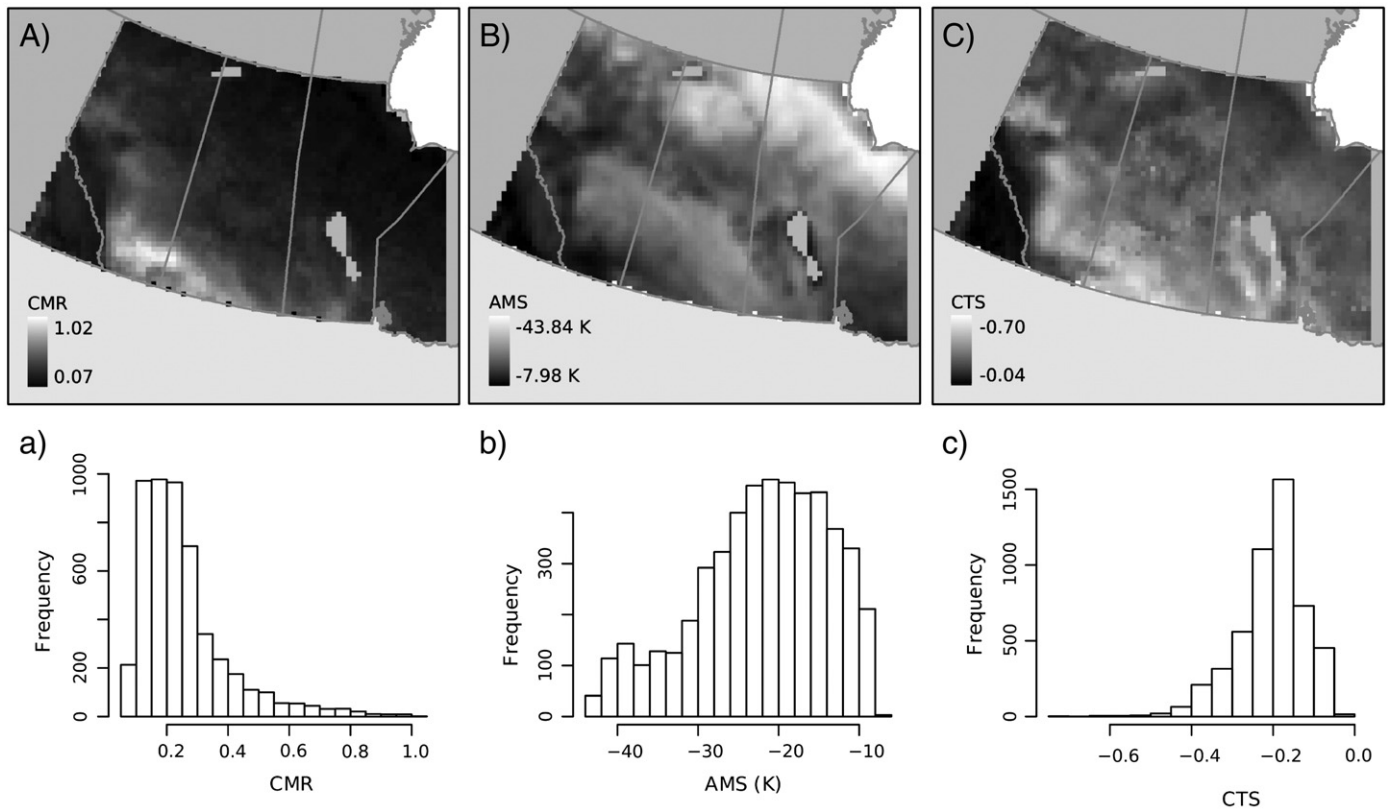 A)
B)
C)
CMR
1.02
0.07
AMS
-43.84 K
-7.98 K
CTS
-0.70
-0.04
a)
b)
c)
Frequency
0
200
600
1000
0.2
0.4
0.6
0.8
1.0
CMR
Frequency
0
100
300
−40
−30
−20
−10
AMS (K)
Frequency
0
500
1000
1500
−0.6
−0.4
−0.2
0.0
CTS